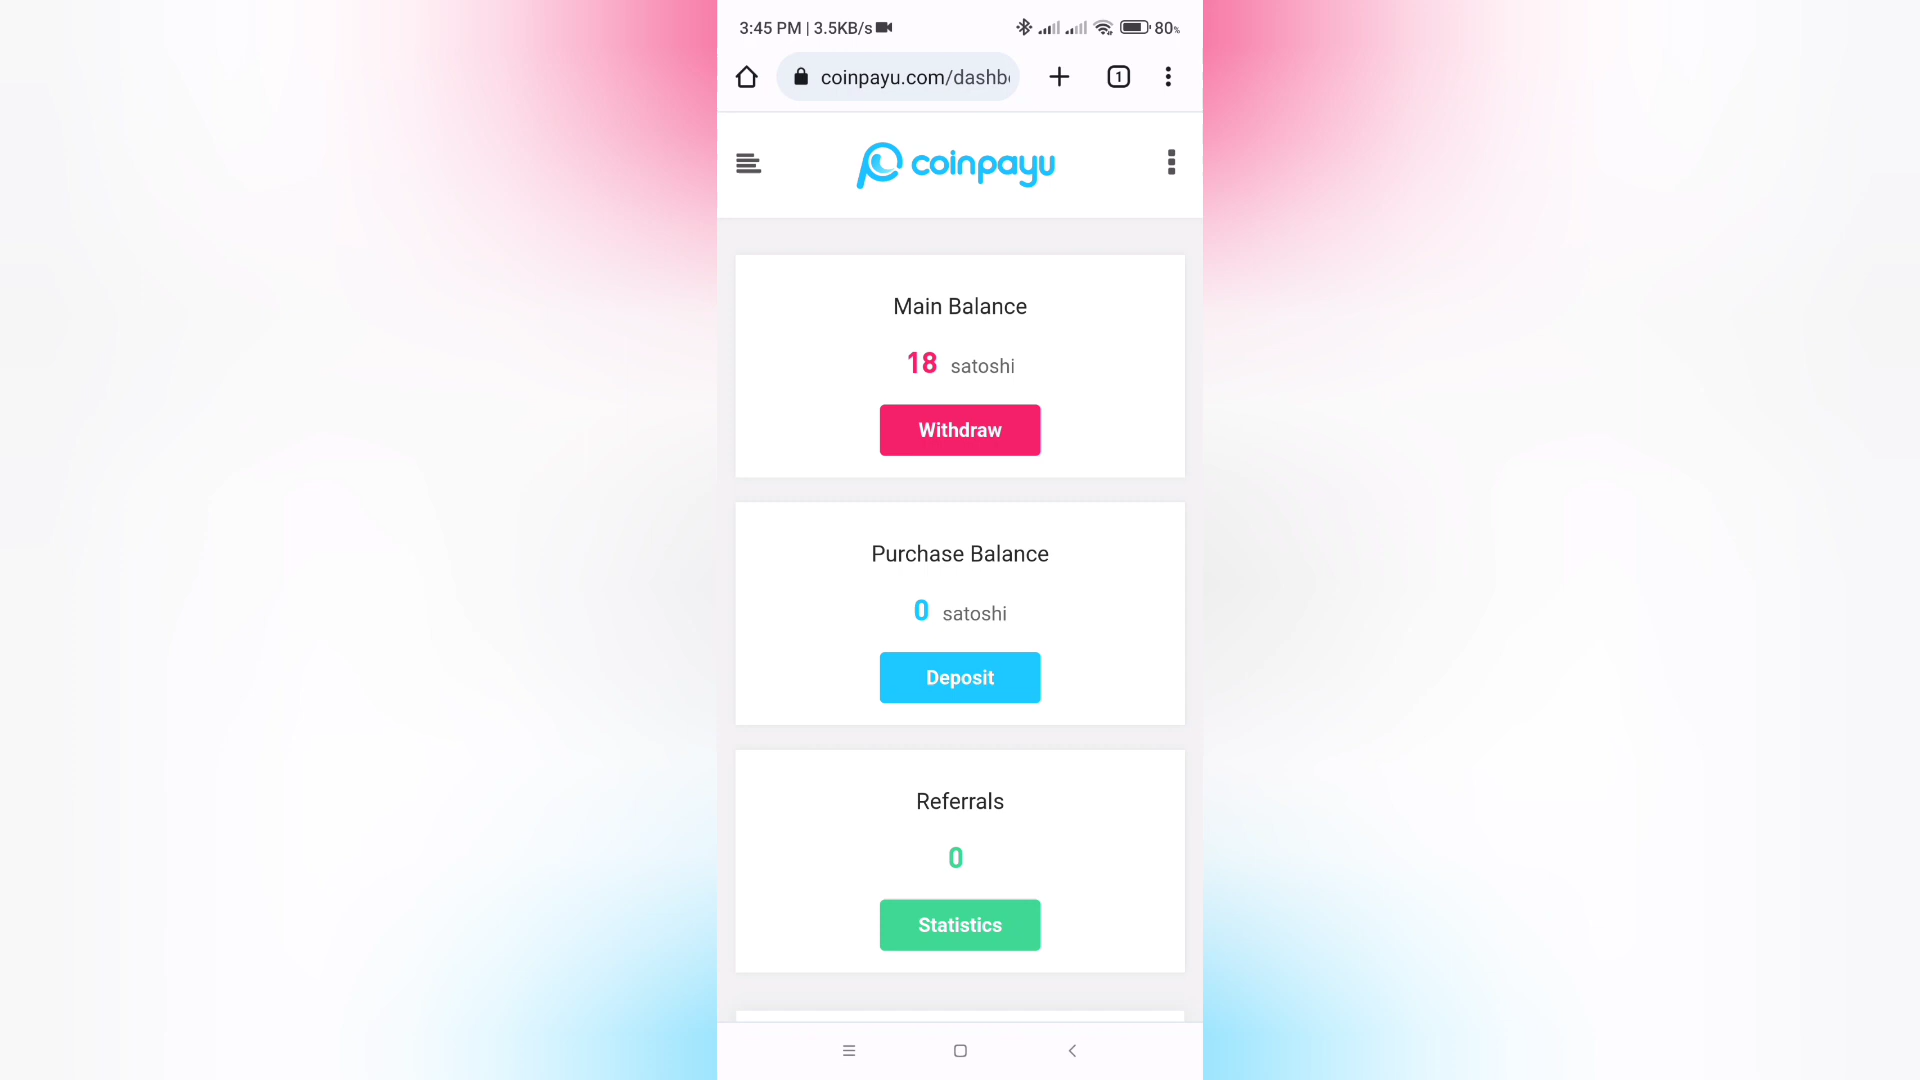 3:45 PM | 3.5KB/s 80%
coinpayu.com/dashb
1
coinpayu
Main Balance
18 satoshi
Withdraw
Purchase Balance
0 satoshi
Deposit
Referrals
0
Statistics